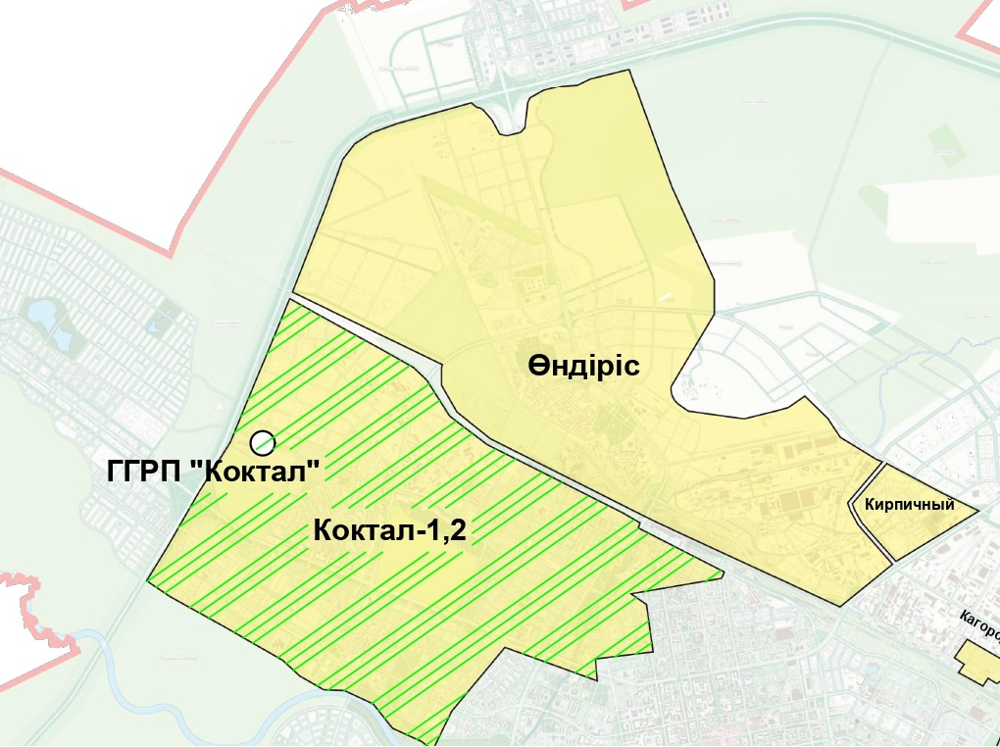 Өндіріс
ГГРП "Коктал"
Кирпичный
Коктал-1,2
Кагоро